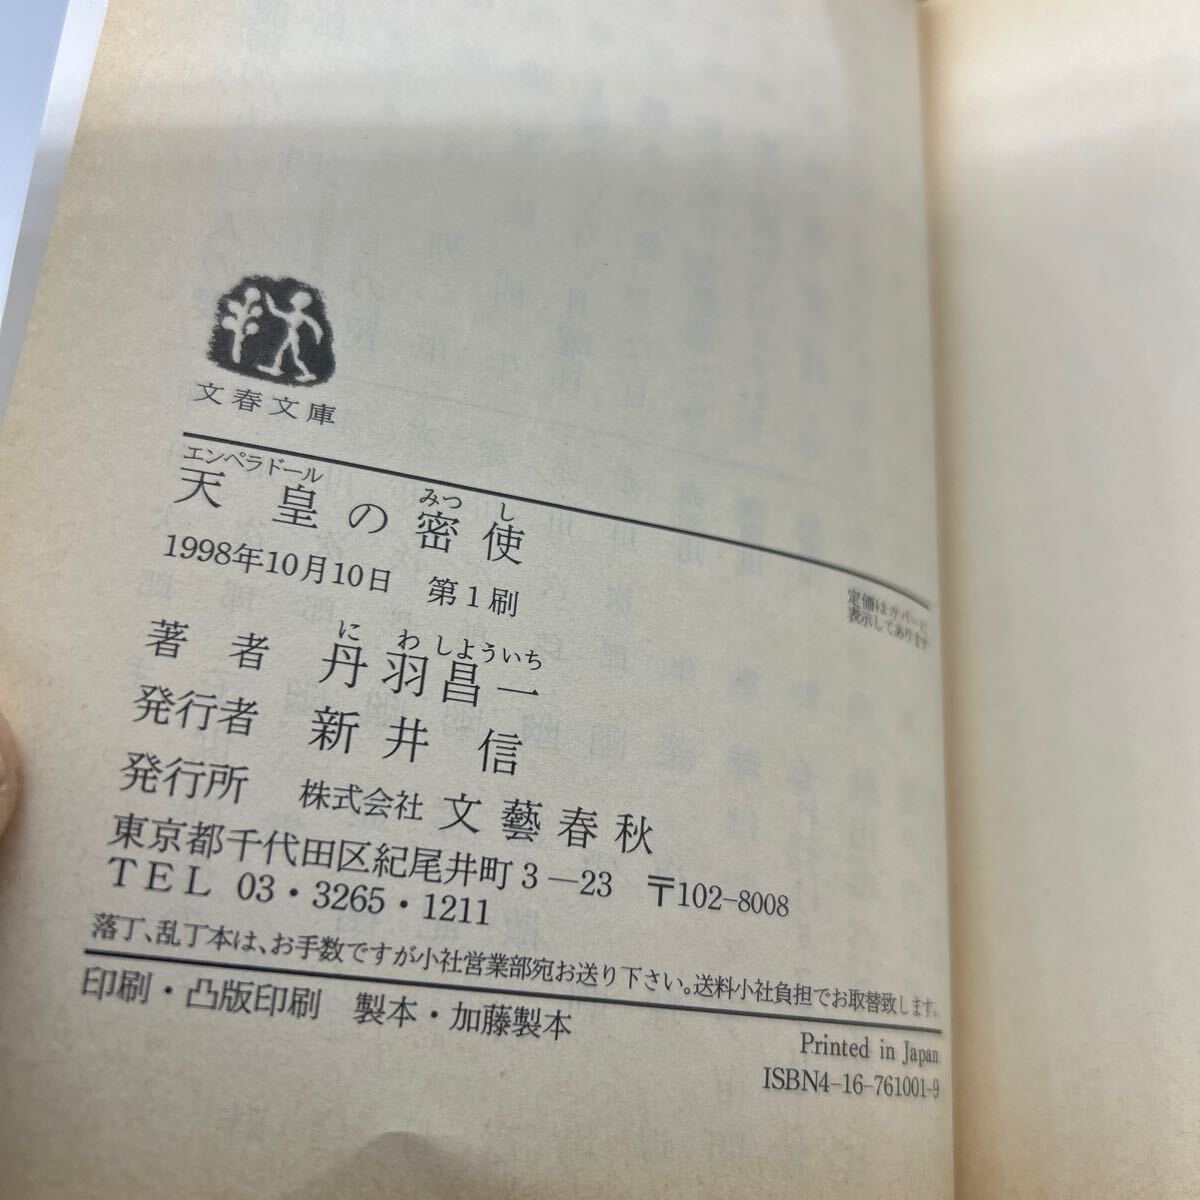 文春文庫
エンペラドール みつ し
天皇の密使
定価はカバーに
表示してあります
1998年10月10日 第1刷
に わ しよういち
著者 丹羽昌一
発行者 新井 信
発行所 株式会社 文藝春秋
東京都千代田区紀尾井町3—23 〒102-8008
TEL 03・3265・1211
落丁、乱丁本は、お手数ですが小社営業部宛お送り下さい。送料小社負担でお取替致します。
印刷・凸版印刷 製本・加藤製本
Printed in Japan
ISBN4-16-761001-9